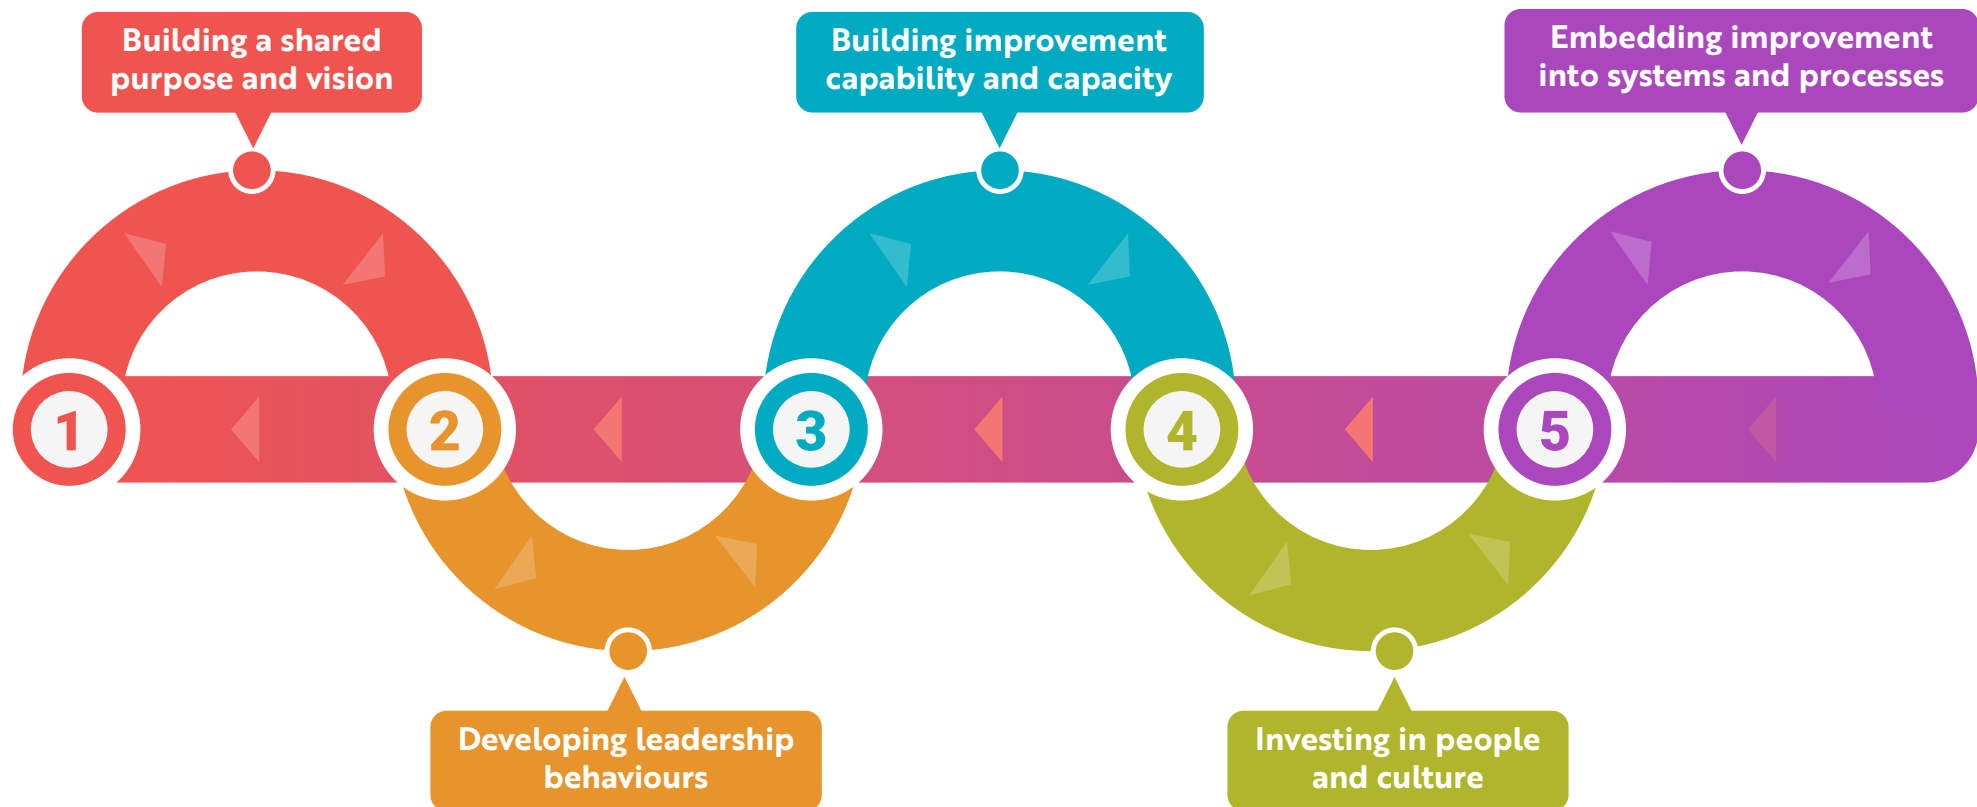 Building a shared
purpose and vision
Building improvement
capability and capacity
Embedding improvement
into systems and processes
1
2
3
4
5
Developing leadership
behaviours
Investing in people
and culture